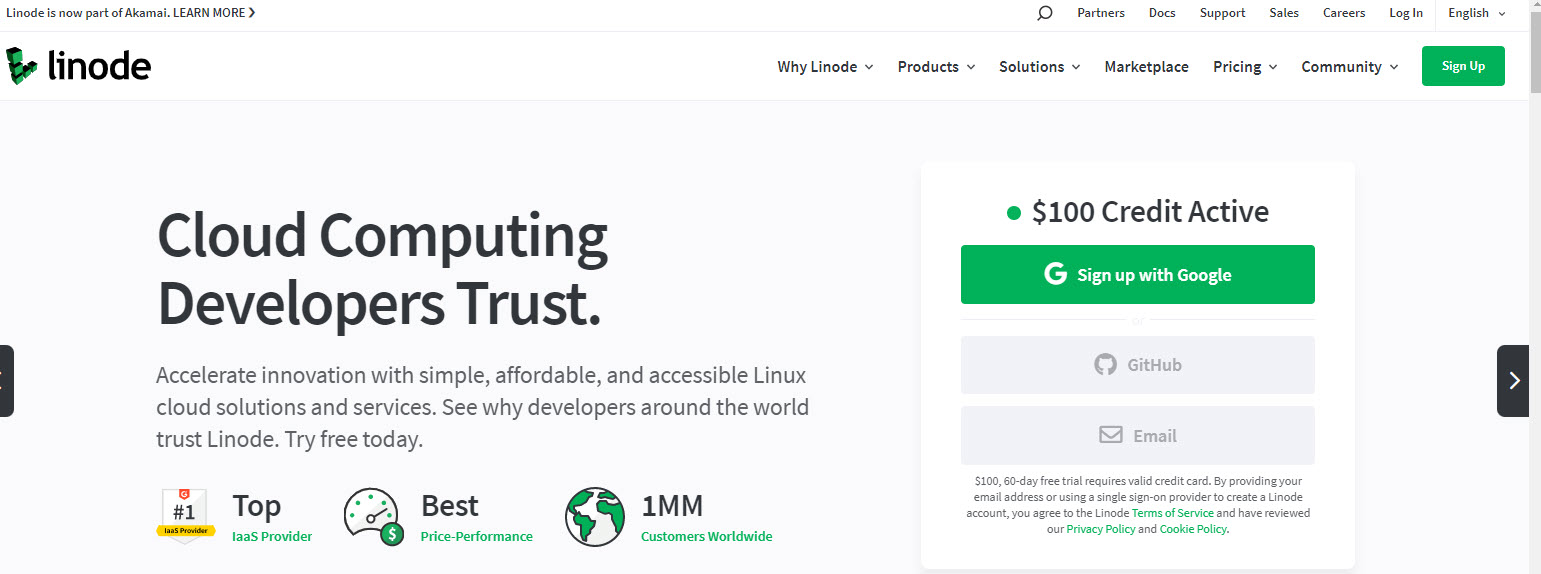 Linode is now part of Akamai. LEARN MORE
Partners Docs Support Sales Careers Log In English
linode
Why Linode Products Solutions Marketplace Pricing Community Sign Up
Cloud Computing
Developers Trust.
Accelerate innovation with simple, affordable, and accessible Linux
cloud solutions and services. See why developers around the world
trust Linode. Try free today.
#1
IaaS Provider
Top
IaaS Provider
$
Best
Price-Performance
1MM
Customers Worldwide
$100 Credit Active
G Sign up with Google
or
GitHub
Email
$100, 60-day free trial requires valid credit card. By providing your
email address or using a single sign-on provider to create a Linode
account, you agree to the Linode Terms of Service and have reviewed
our Privacy Policy and Cookie Policy.